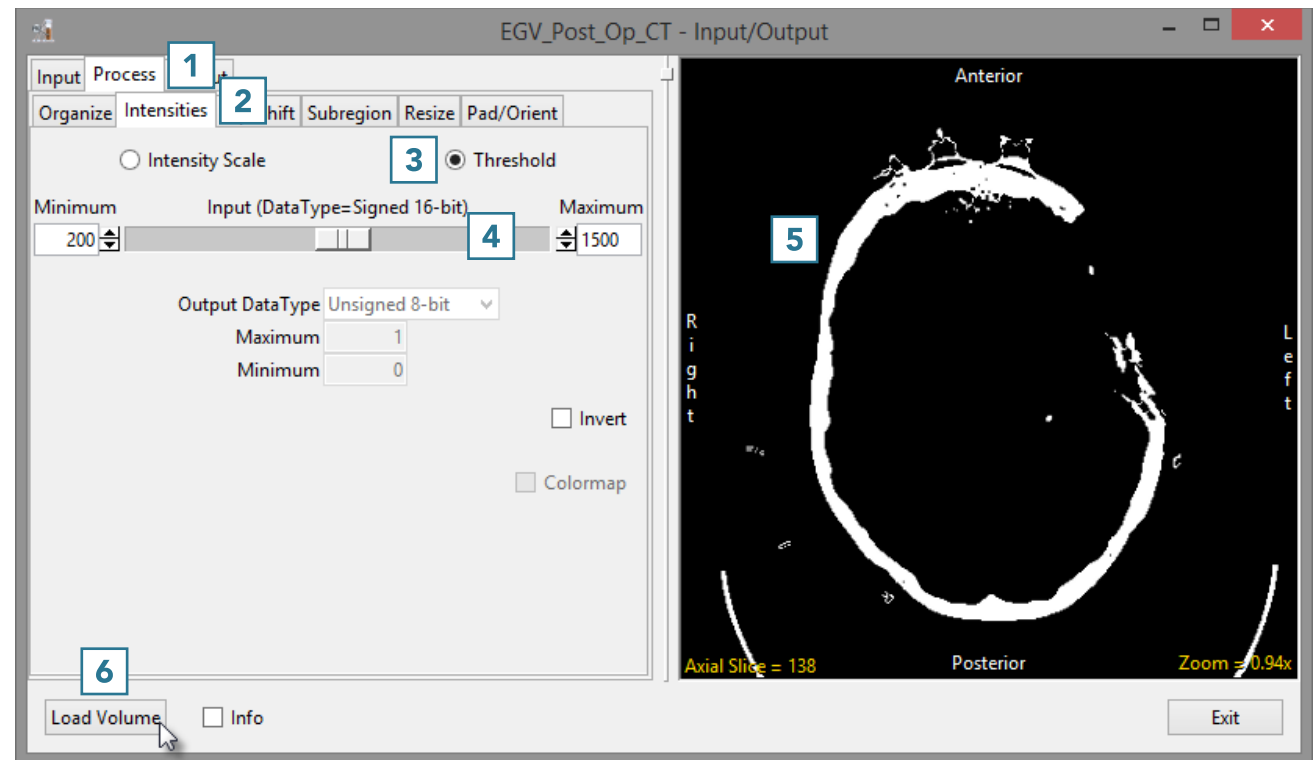 EGV_Post_Op_CT - Input/Output
1
Input Process
2
Organize Intensities Subregion Resize Pad/Orient
3
Intensity Scale Threshold
Minimum Input (DataType=Signed 16-bit) Maximum
200 4 1500
Output DataType Unsigned 8-bit
Maximum 1
Minimum 0
Invert
Colormap
6
Load Volume Info
Anterior
5
Right
Left
Axial Slice = 138 Posterior Zoom = 0.94x
Exit